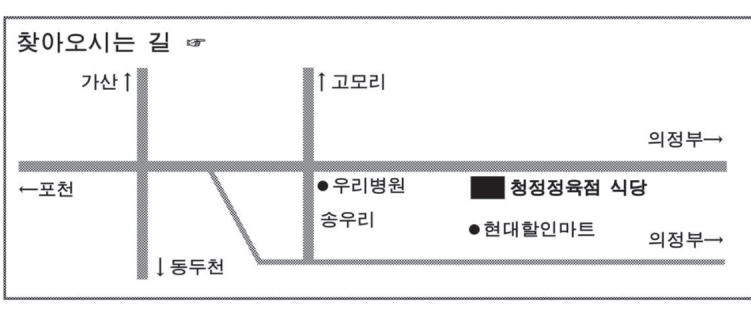 찾아오시는 길 ☞
가산↑
↑고모리
의정부→
←포천
●우리병원
청정정육점 식당
송우리
●현대할인마트
의정부→
↓동두천